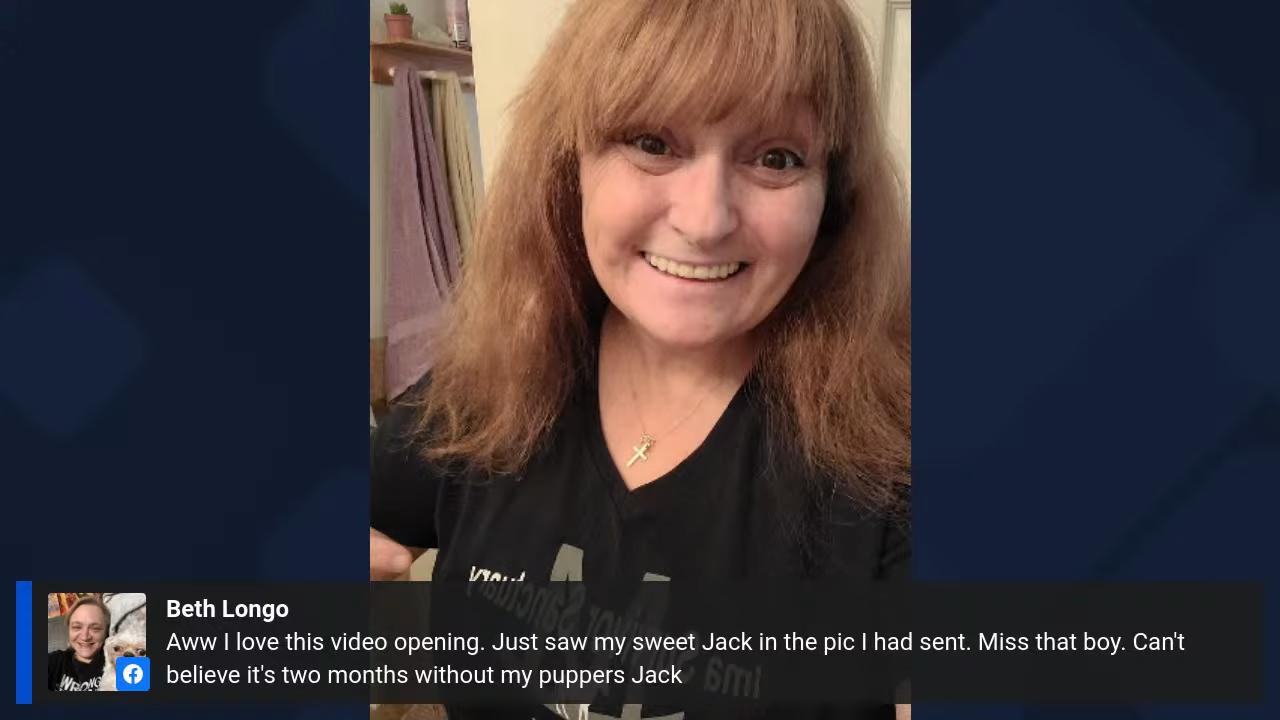 Beth Longo
Aww I love this video opening. Just saw my sweet Jack in the pic I had sent. Miss that boy. Can't
believe it's two months without my puppers Jack
WRONG